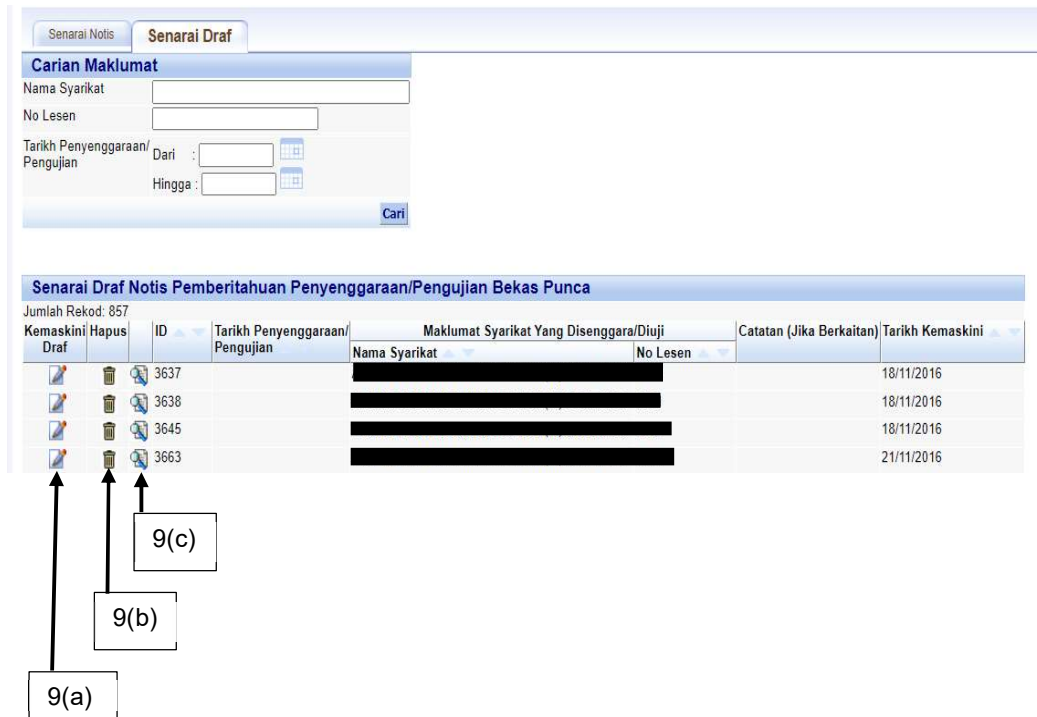 Senarai Notis Senarai Draf
Carian Maklumat
Nama Syarikat
No Lesen
Tarikh Penyenggaraan/
Pengujian
Dari :
Hingga :
Cari
Senarai Draf Notis Pemberitahuan Penyenggaraan/Pengujian Bekas Punca
Jumlah Rekod: 857
Kemaskini Draf Hapus ID Tarikh Penyenggaraan/ Pengujian Maklumat Syarikat Yang Disenggara/Diuji Catatan (Jika Berkaitan) Tarikh Kemaskini
Nama Syarikat No Lesen
3637 18/11/2016
3638 18/11/2016
3645 18/11/2016
3663 21/11/2016
9(c)
9(b)
9(a)